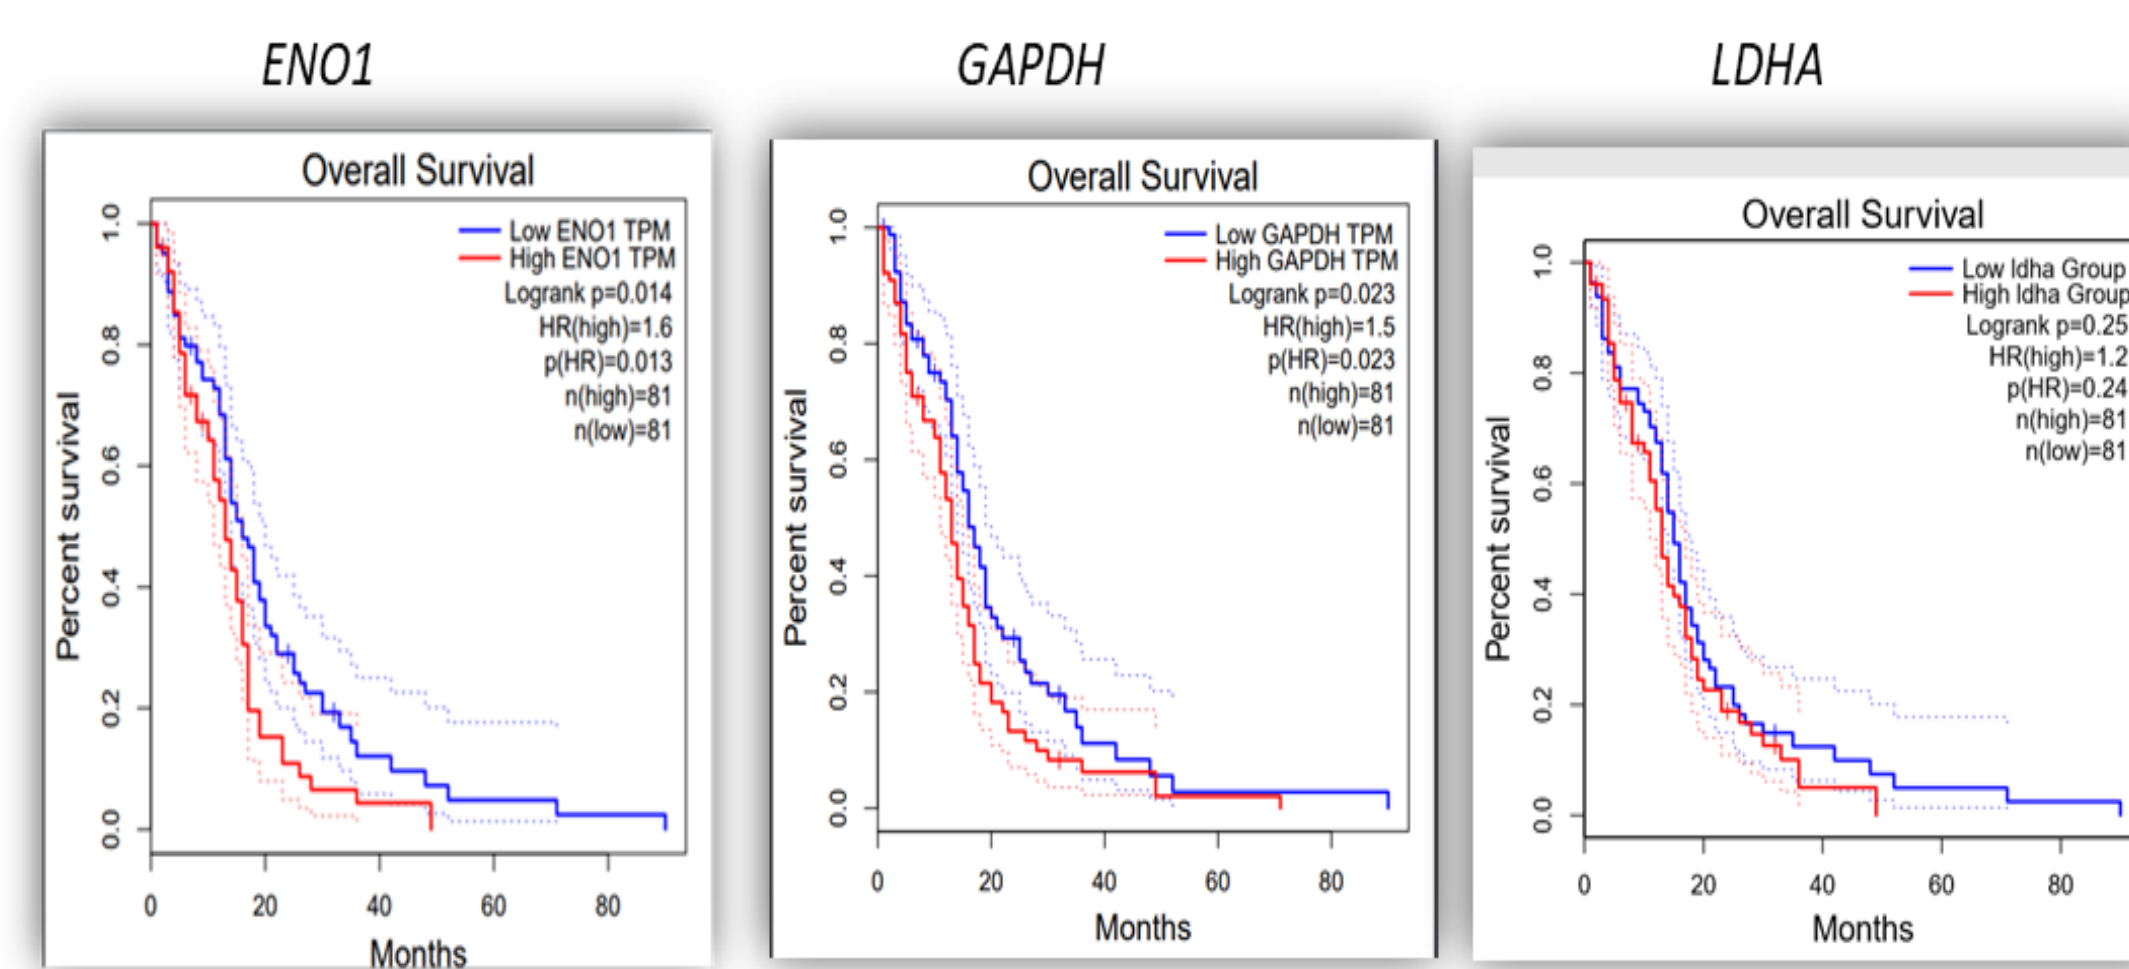 ENO1
Overall Survival
Low ENO1 TPM
High ENO1 TPM
Logrank p=0.014
HR(high)=1.6
p(HR)=0.013
n(high)=81
n(low)=81
Percent survival
1.0
0.8
0.6
0.4
0.2
0.0
0 20 40 60 80
Months
GAPDH
Overall Survival
Low GAPDH TPM
High GAPDH TPM
Logrank p=0.023
HR(high)=1.5
p(HR)=0.023
n(high)=81
n(low)=81
Percent survival
1.0
0.8
0.6
0.4
0.2
0.0
0 20 40 60 80
Months
LDHA
Overall Survival
Low ldha Group
High ldha Group
Logrank p=0.25
HR(high)=1.2
p(HR)=0.24
n(high)=81
n(low)=81
Percent survival
1.0
0.8
0.6
0.4
0.2
0.0
0 20 40 60 80
Months